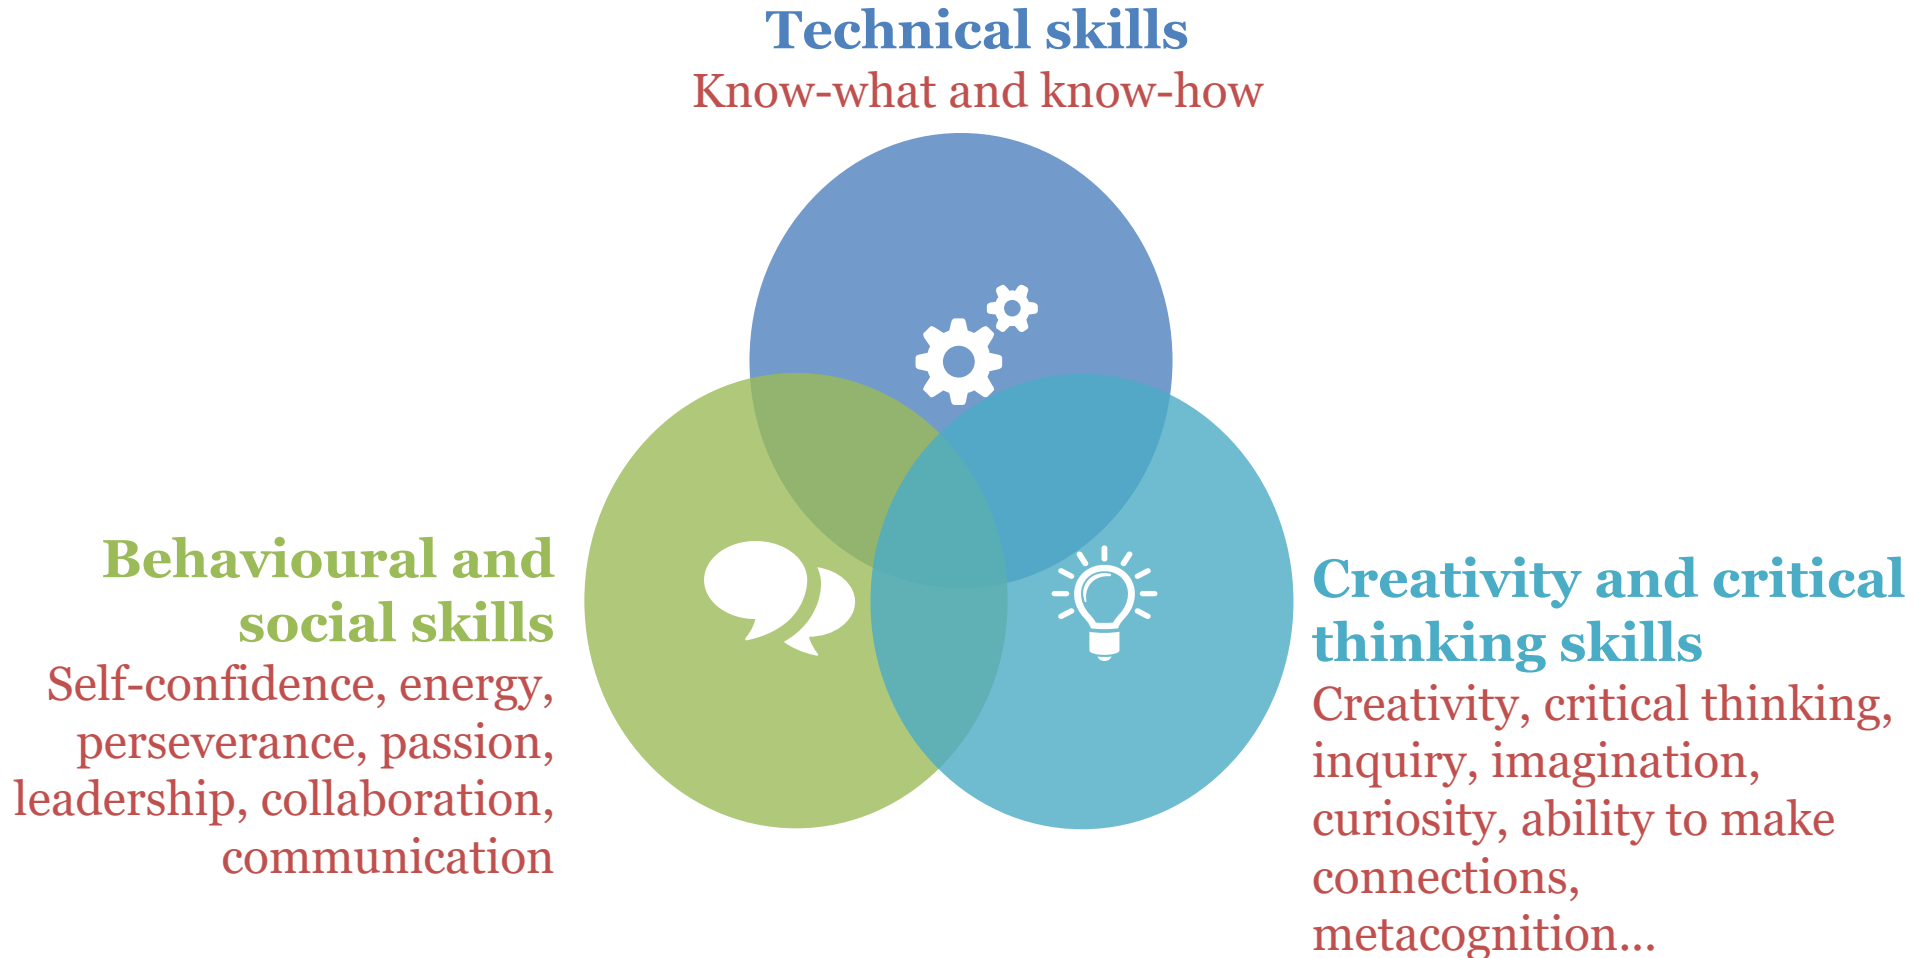 Technical skills
Know-what and know-how
Behavioural and
social skills
Self-confidence, energy,
perseverance, passion,
leadership, collaboration,
communication
Creativity and critical
thinking skills
Creativity, critical thinking,
inquiry, imagination,
curiosity, ability to make
connections,
metacognition...